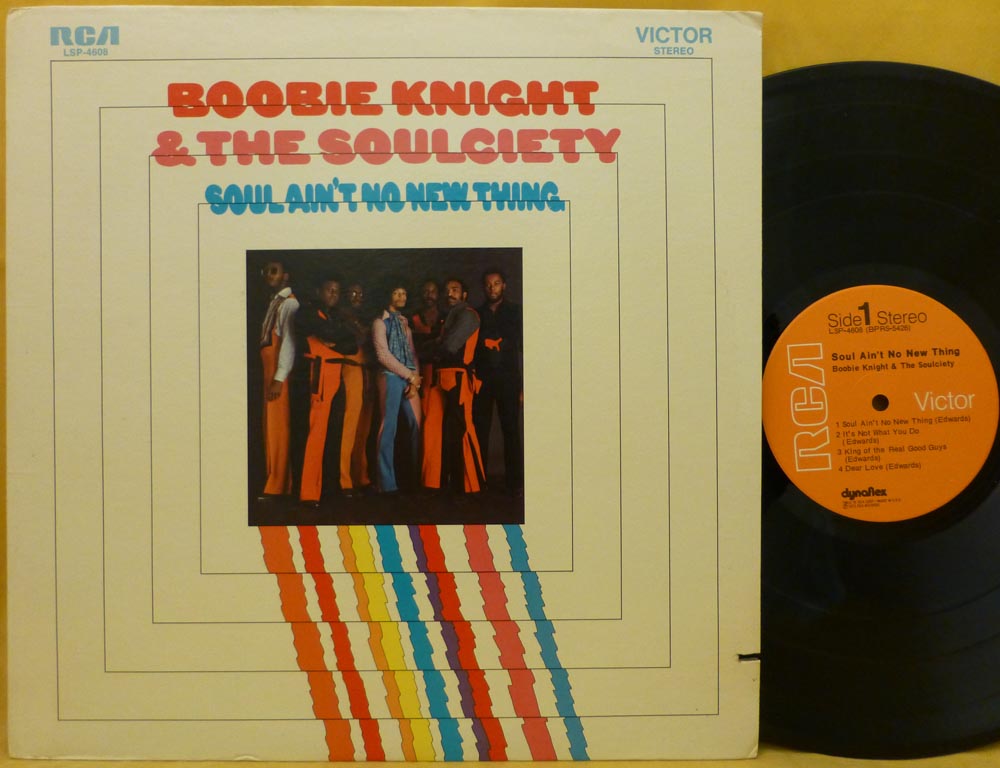 RCA
LSP-4608
VICTOR
STEREO
BOOBIE KNIGHT
& THE SOULCIETY
SOUL AIN'T NO NEW THING
Side 1 Stereo
LSP-4608 (BPRS-5426)
RCA
Soul Ain't No New Thing
Boobie Knight & The Soulciety
Victor
1 Soul Ain't No New Thing (Edwards)
2 It's Not What You Do
(Edwards)
3 King of the Real Good Guys
(Edwards)
4 Dear Love (Edwards)
dynaflex